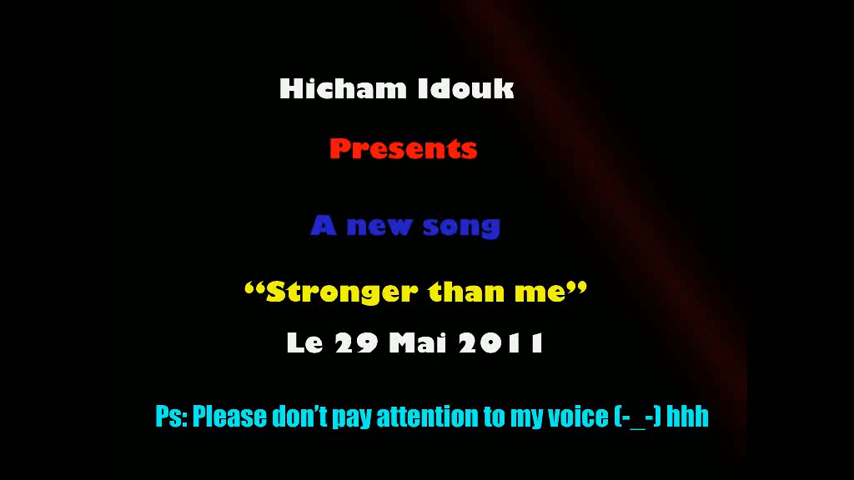 Hicham Idouk
Presents
A new song
“Stronger than me”
Le 29 Mai 2011
Ps: Please don’t pay attention to my voice (-_-) hhh